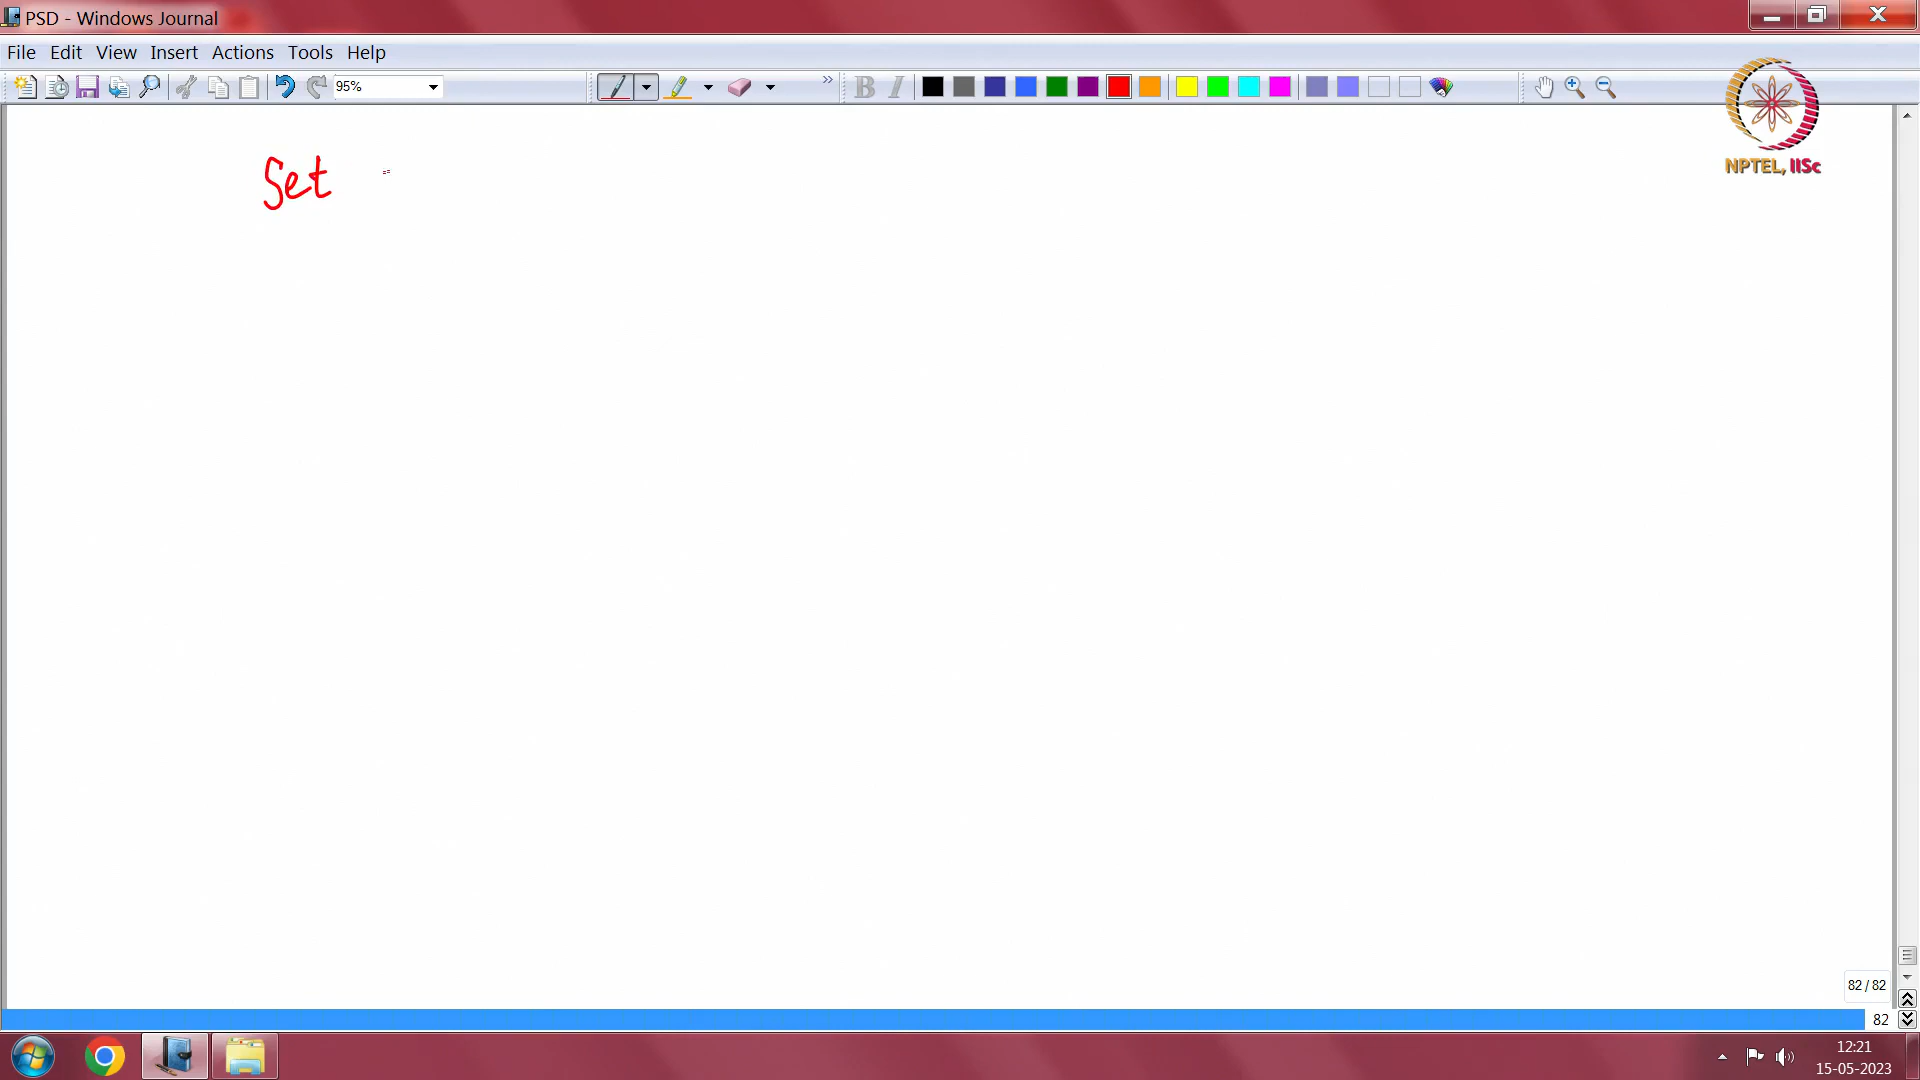 PSD - Windows Journal
File Edit View Insert Actions Tools Help
95%
B I
NPTEL, IISc
Set
82 / 82
82
12:21
15-05-2023